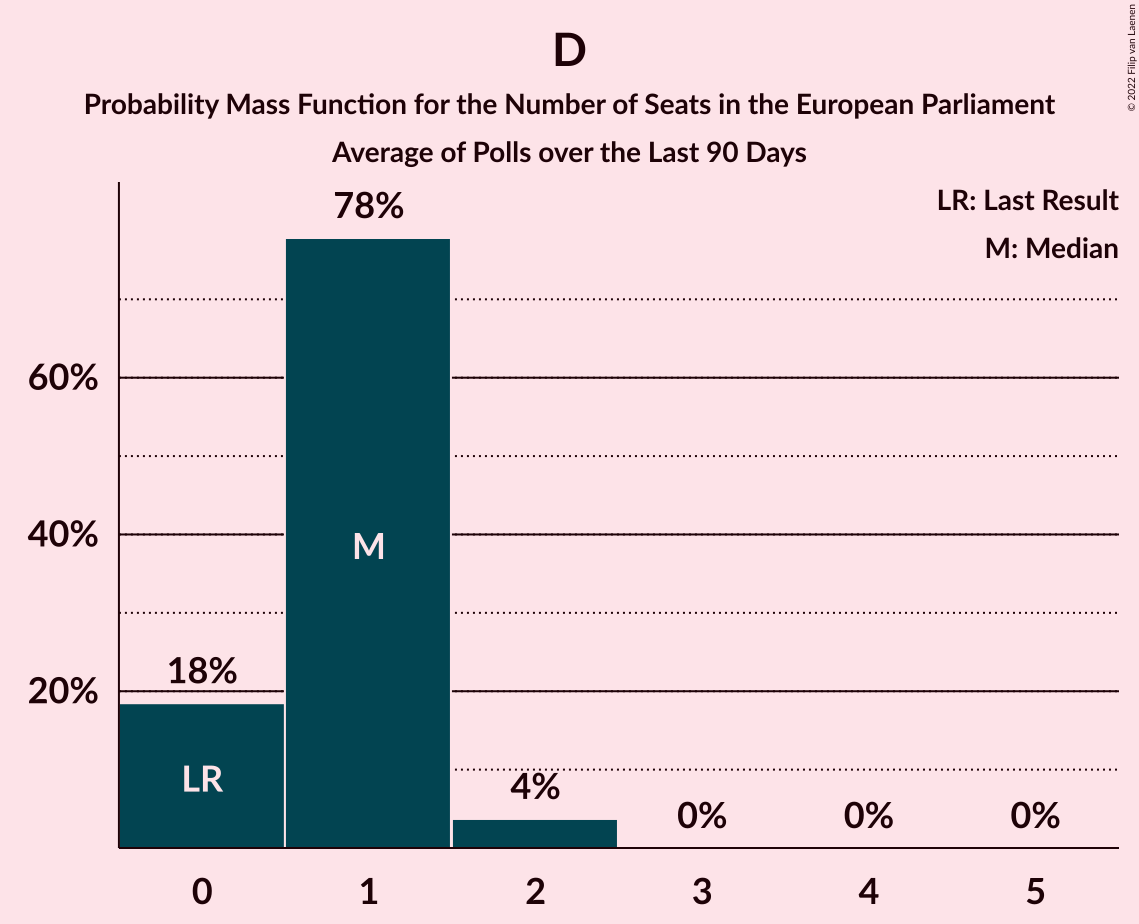 D
Probability Mass Function for the Number of Seats in the European Parliament
Average of Polls over the Last 90 Days
© 2022 Filip van Laenen
LR: Last Result
M: Median
78%
60%
40%
M
18%
20%
LR
4%
0%
0%
0%
0
1
2
3
4
5